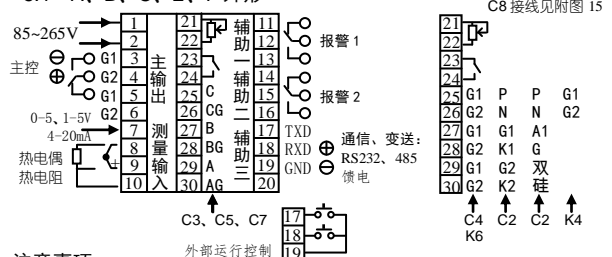 C8 接线见附图 15
85~265V
主控
G1
G2
G1
G2
0-5、1-5V
4-20mA
热电偶
热电阻
1
2
3
4
5
6
7
8
9
10
主输出
测量输入
21
22
23
24
25
26
27
28
29
30
C
CG
B
BG
A
AG
辅助一
辅助二
辅助三
11
12
13
14
15
16
17
18
19
20
报警 1
报警 2
TXD
RXD
GND
通信、变送:
RS232、485
馈电
C3、C5、C7
外部运行控制
17
18
19
21
22
23
24
25 G1 P P G1
26 G2 N N G2
27 G1 G1 A1
28 G2 K1 G
29 G1 G2 双
30 G2 K2 硅
C4 C2 C2 K4
K6